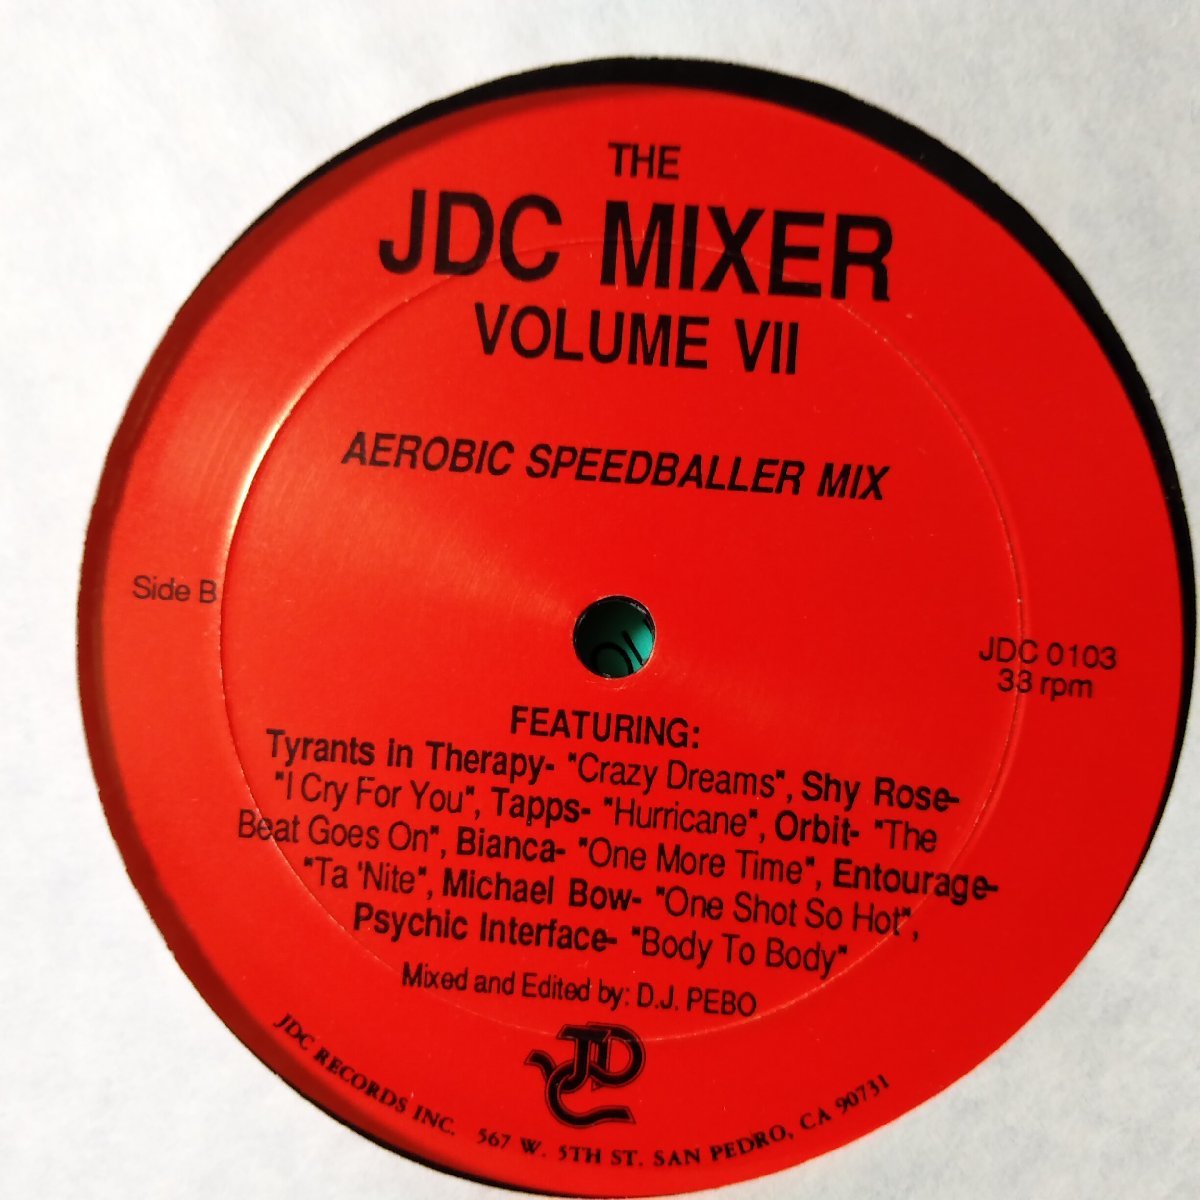 THE
JDC MIXER
VOLUME VII
AEROBIC SPEEDBALLER MIX
Side B
JDC 0103
33 rpm
FEATURING:
Tyrants in Therapy- "Crazy Dreams", Shy Rose-
"I Cry For You", Tapps- "Hurricane", Orbit- "The
Beat Goes On", Bianca- "One More Time", Entourage-
"Ta 'Nite", Michael Bow- "One Shot So Hot",
Psychic Interface- "Body To Body"
Mixed and Edited by: D.J. PEBO
JDC
JDC RECORDS INC. 567 W. 5TH ST. SAN PEDRO, CA 90731